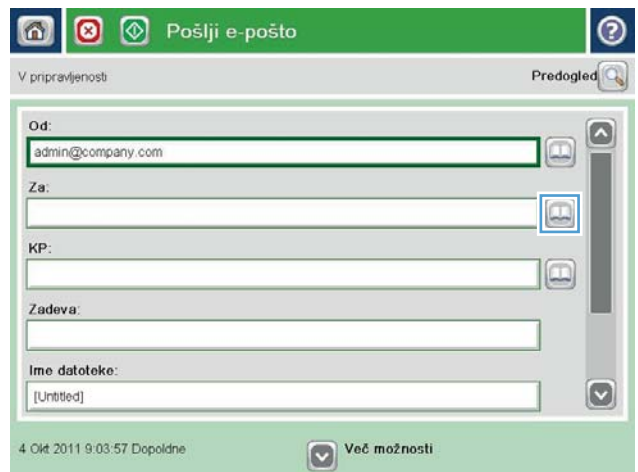 Pošlji e-pošto
V pripravljenosti
Predogled
Od:
admin@company.com
Za:
KP:
Zadeva:
Ime datoteke:
[Untitled]
4 Okt 2011 9:03:57 Dopoldne
Več možnosti